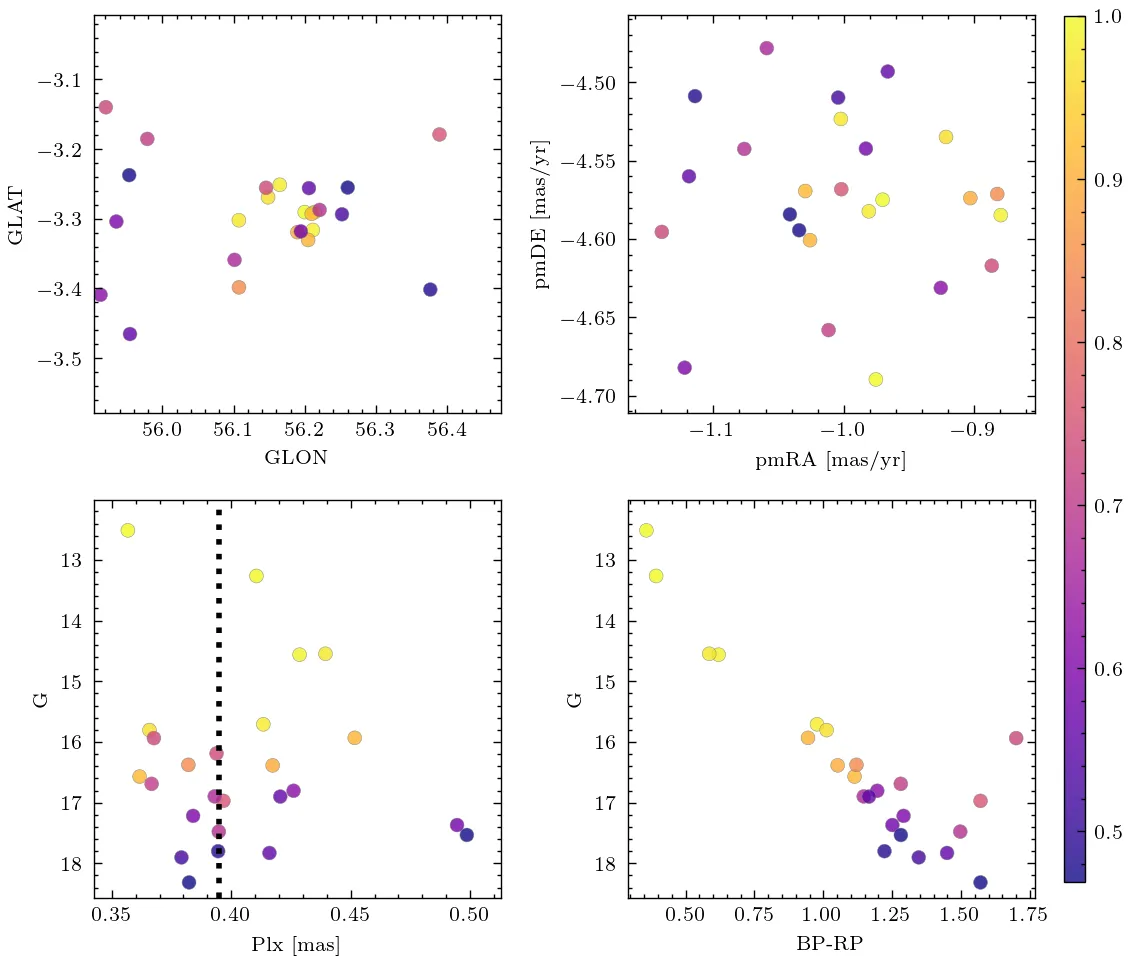 −3.1
−3.2
−3.3
−3.4
−3.5
GLAT
56.0 56.1 56.2 56.3 56.4
GLON
−4.50
−4.55
−4.60
−4.65
−4.70
pmDE [mas/yr]
−1.1 −1.0 −0.9
pmRA [mas/yr]
13
14
15
16
17
18
G
0.35 0.40 0.45 0.50
Plx [mas]
13
14
15
16
17
18
G
0.50 0.75 1.00 1.25 1.50 1.75
BP-RP
1.0
0.9
0.8
0.7
0.6
0.5